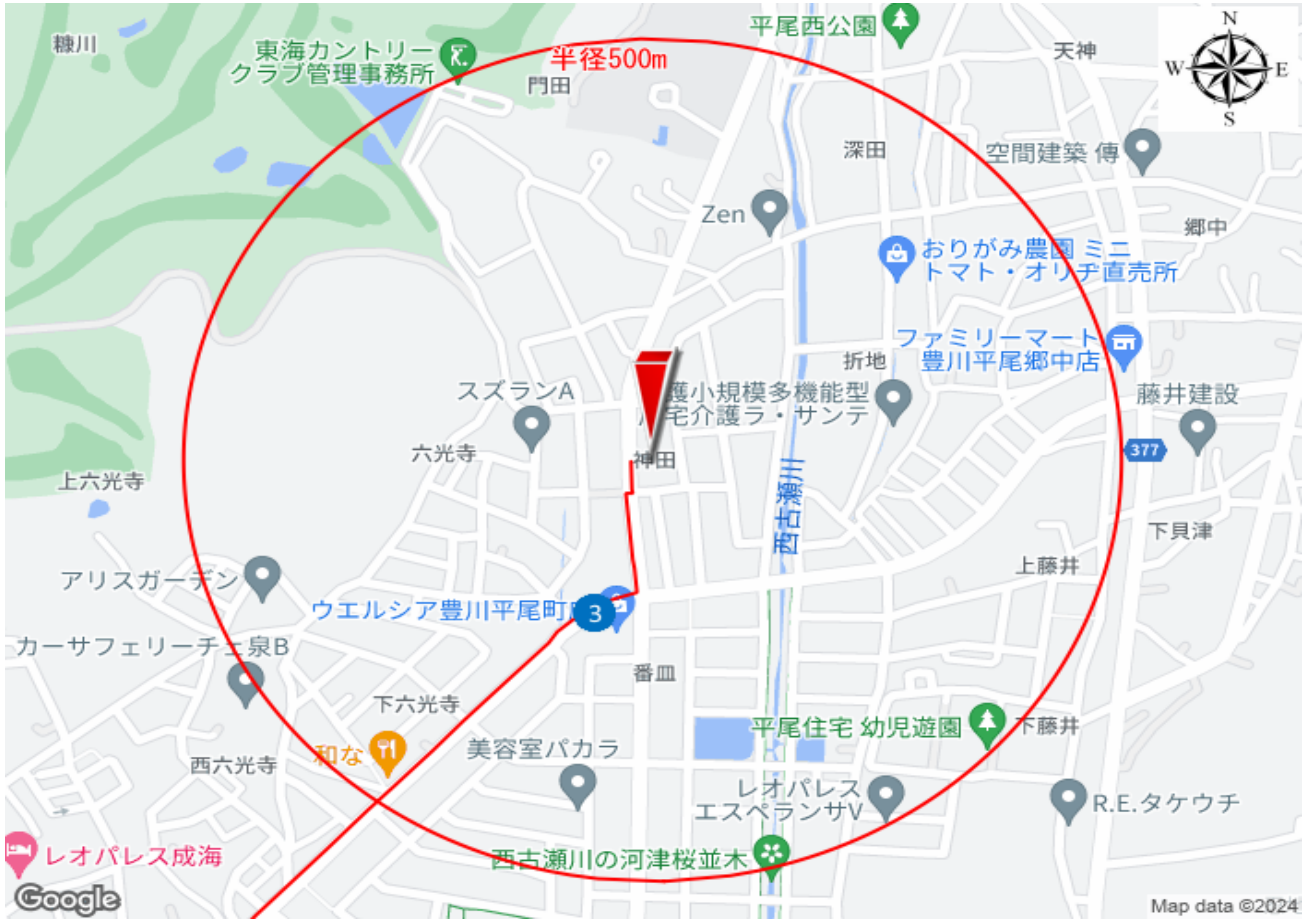 糠川
東海カントリー
クラブ管理事務所
半径500m
門田
平尾西公園
天神
N
W
E
S
深田
空間建築 傳
Zen
郷中
おりがみ農園 ミニ
トマト・オリヂ直売所
ファミリーマート
豊川平尾郷中店
折地
スズランA
護小規模多機能型
宅介護ラ・サンテ
藤井建設
六光寺
神田
377
上六光寺
西古瀬川
下貝津
アリスガーデン
上藤井
ウエルシア豊川平尾町
3
カーサフェリーチェ泉B
番皿
下六光寺
平尾住宅 幼児遊園
下藤井
和な
美容室パカラ
西六光寺
レオパレス
エスペランサV
R.E.タケウチ
レオパレス成海
西古瀬川の河津桜並木
Google
Map data ©2024